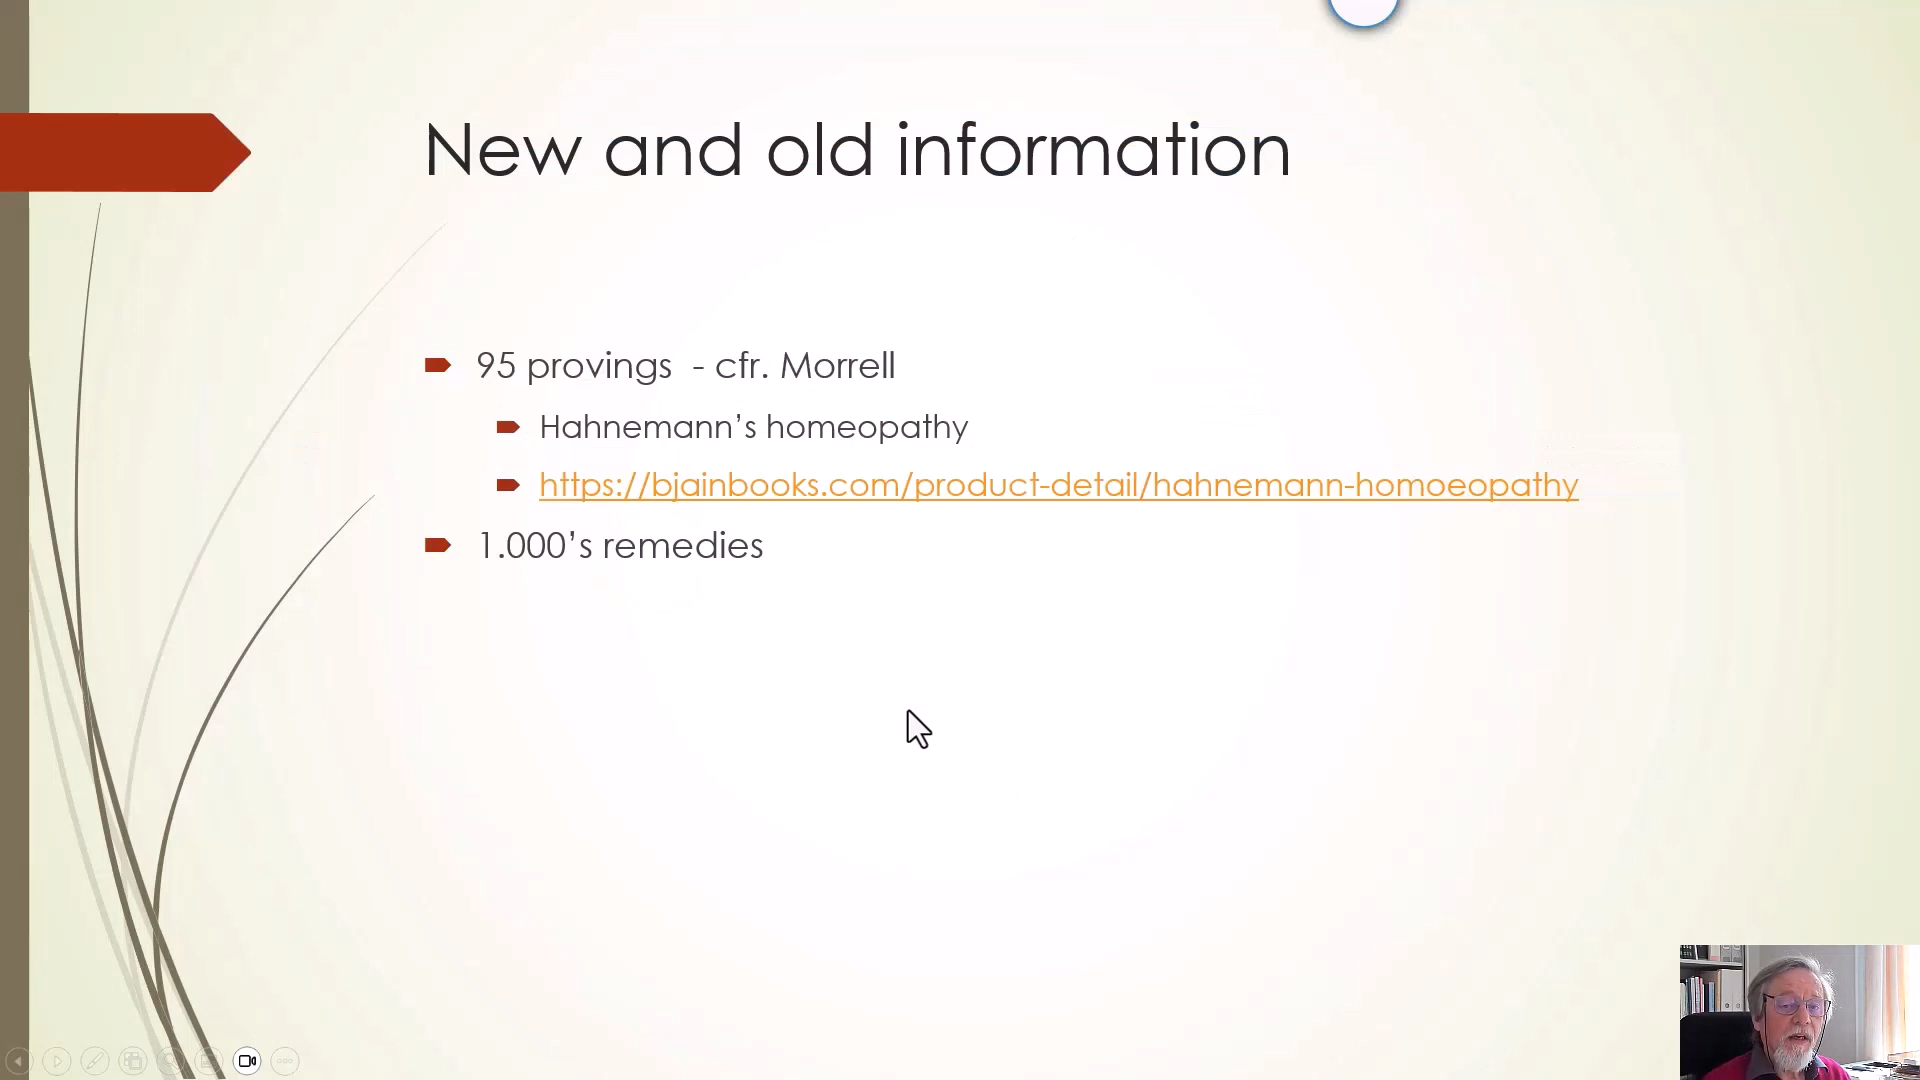 New and old information
95 provings - cfr. Morrell
Hahnemann’s homeopathy
https://bjainbooks.com/product-detail/hahnemann-homoeopathy
1.000’s remedies